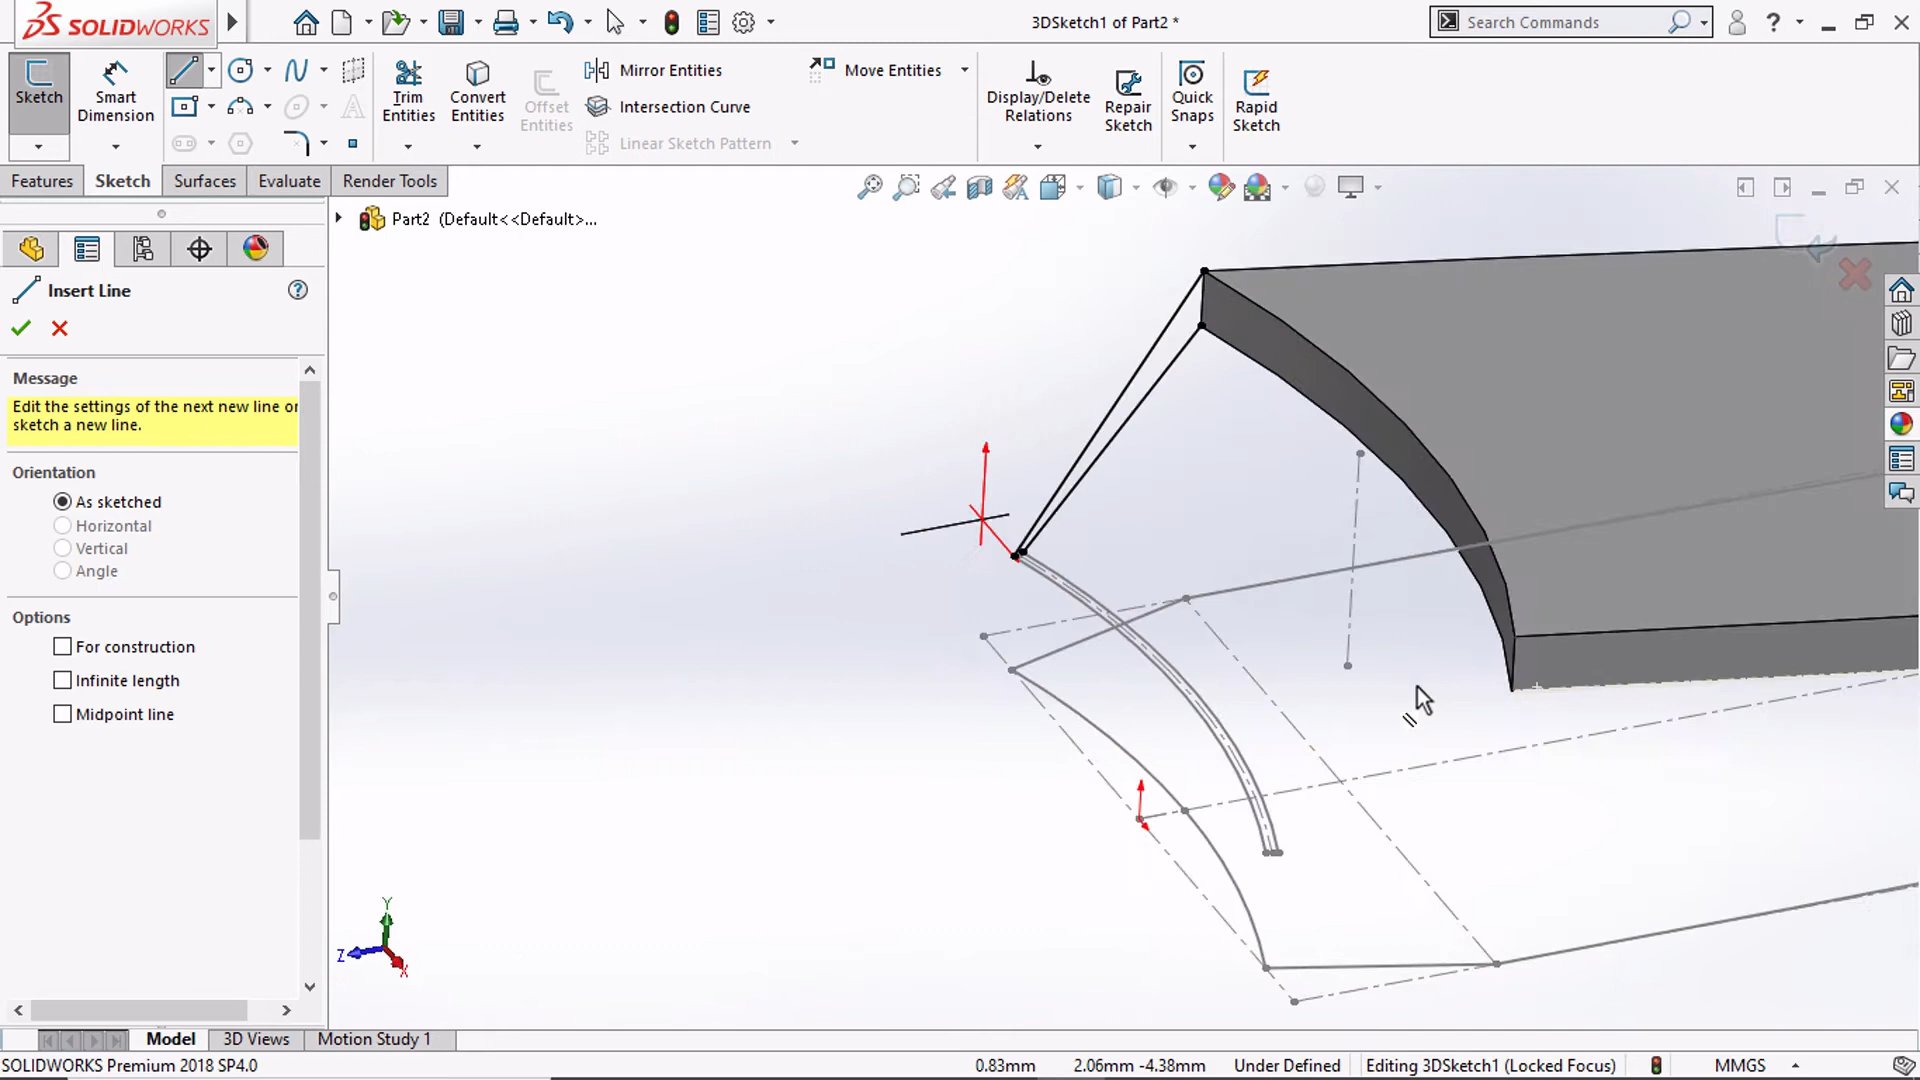 SOLIDWORKS
3DSketch1 of Part2 *
Search Commands
Sketch
Smart Dimension
Trim Entities
Convert Entities
Offset Entities
Mirror Entities
Intersection Curve
Linear Sketch Pattern
Move Entities
Display/Delete Relations
Repair Sketch
Quick Snaps
Rapid Sketch
Features
Sketch
Surfaces
Evaluate
Render Tools
Part2 (Default<<Default>...
Insert Line
Message
Edit the settings of the next new line or
sketch a new line.
Orientation
As sketched
Horizontal
Vertical
Angle
Options
For construction
Infinite length
Midpoint line
Y
Z
X
Model
3D Views
Motion Study 1
SOLIDWORKS Premium 2018 SP4.0
0.83mm
2.06mm -4.38mm
Under Defined
Editing 3DSketch1 (Locked Focus)
MMGS